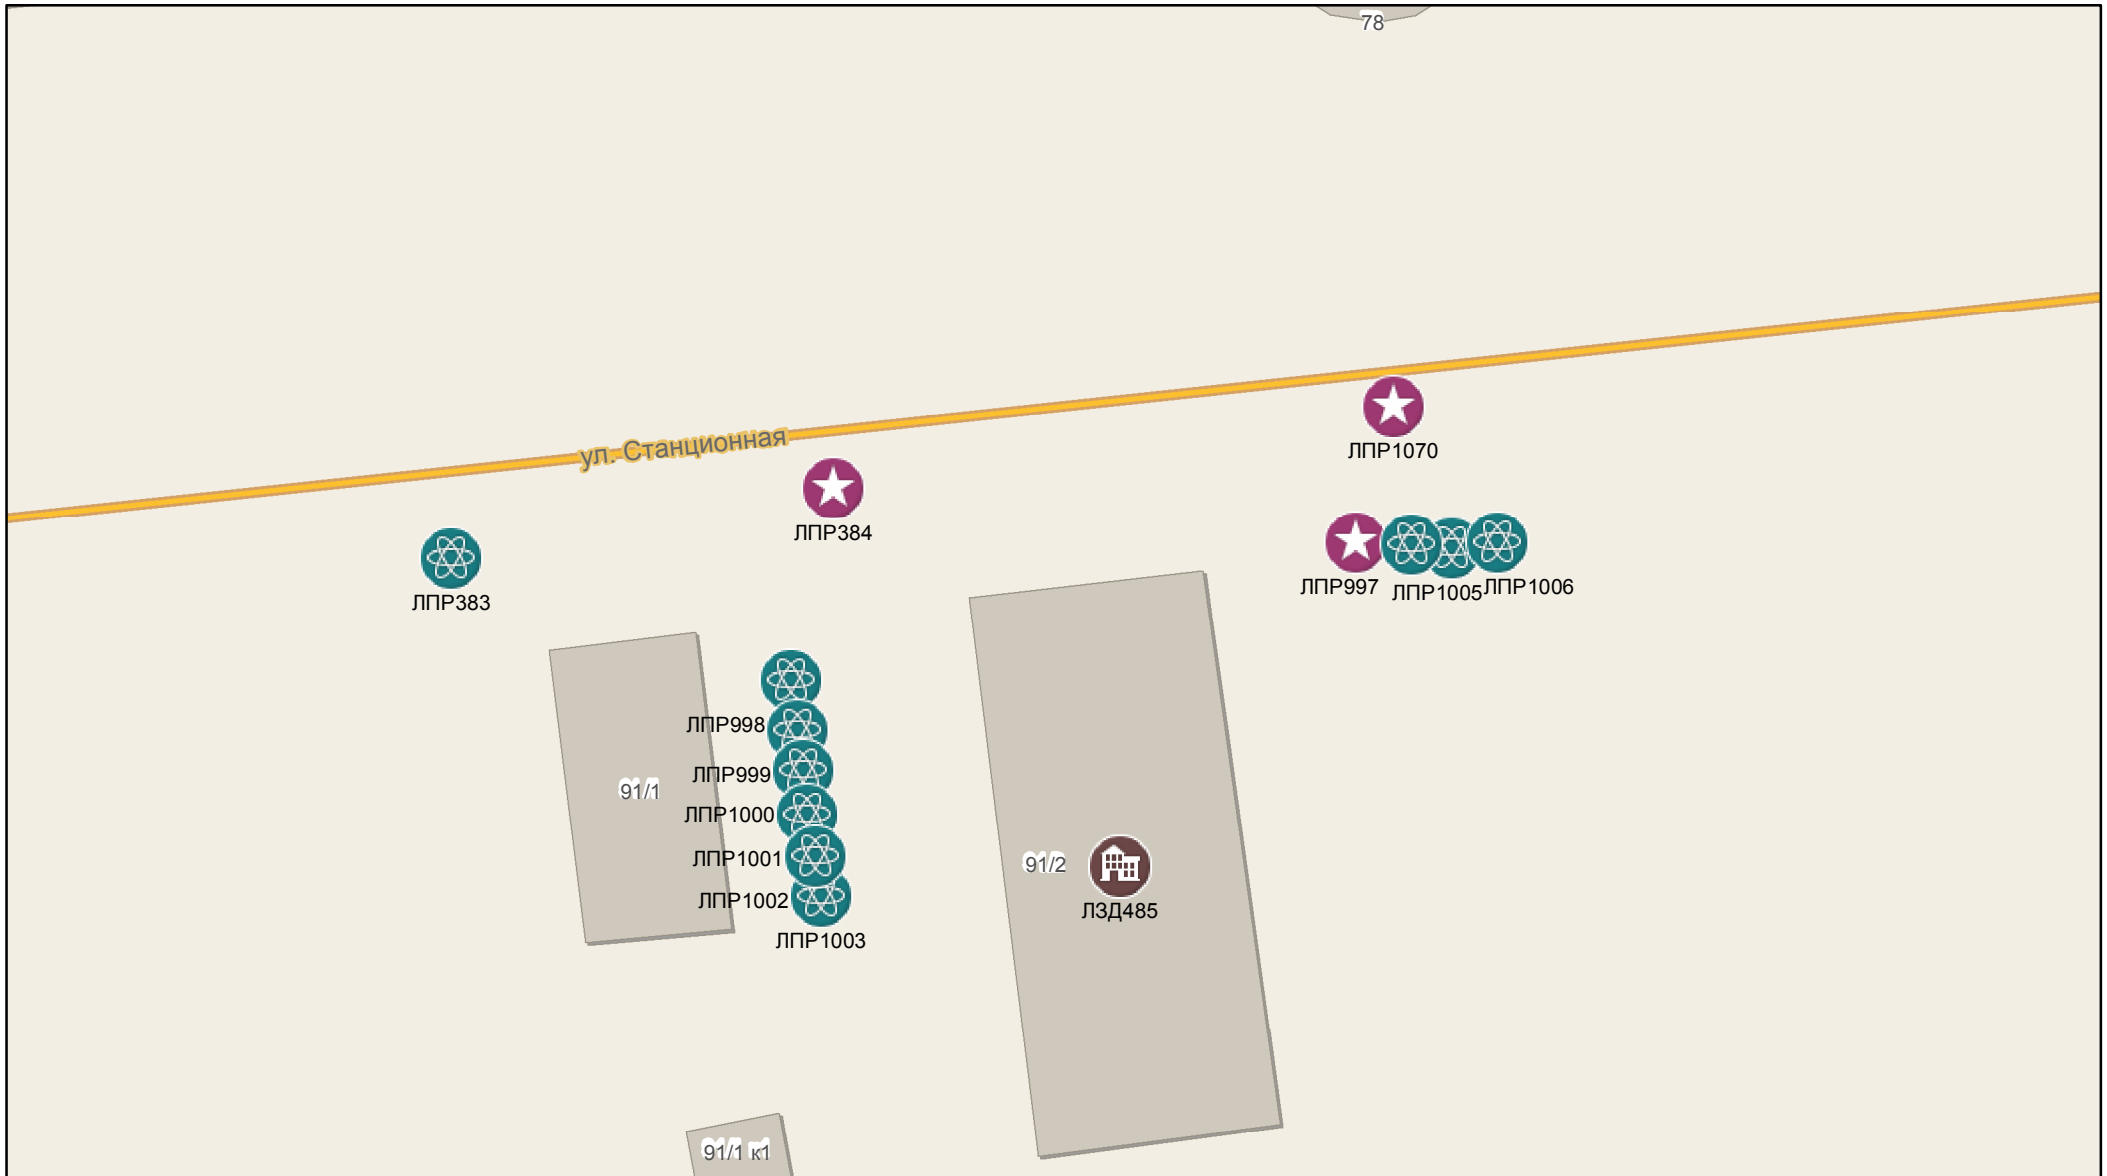 78
ул. Станционная
ЛПР1070
ЛПР384
ЛПР997
ЛПР1005
ЛПР1006
ЛПР383
ЛПР998
ЛПР999
91/1
ЛПР1000
ЛПР1001
91/2
ЛПР1002
ЛЗД485
ЛПР1003
91/1 к1